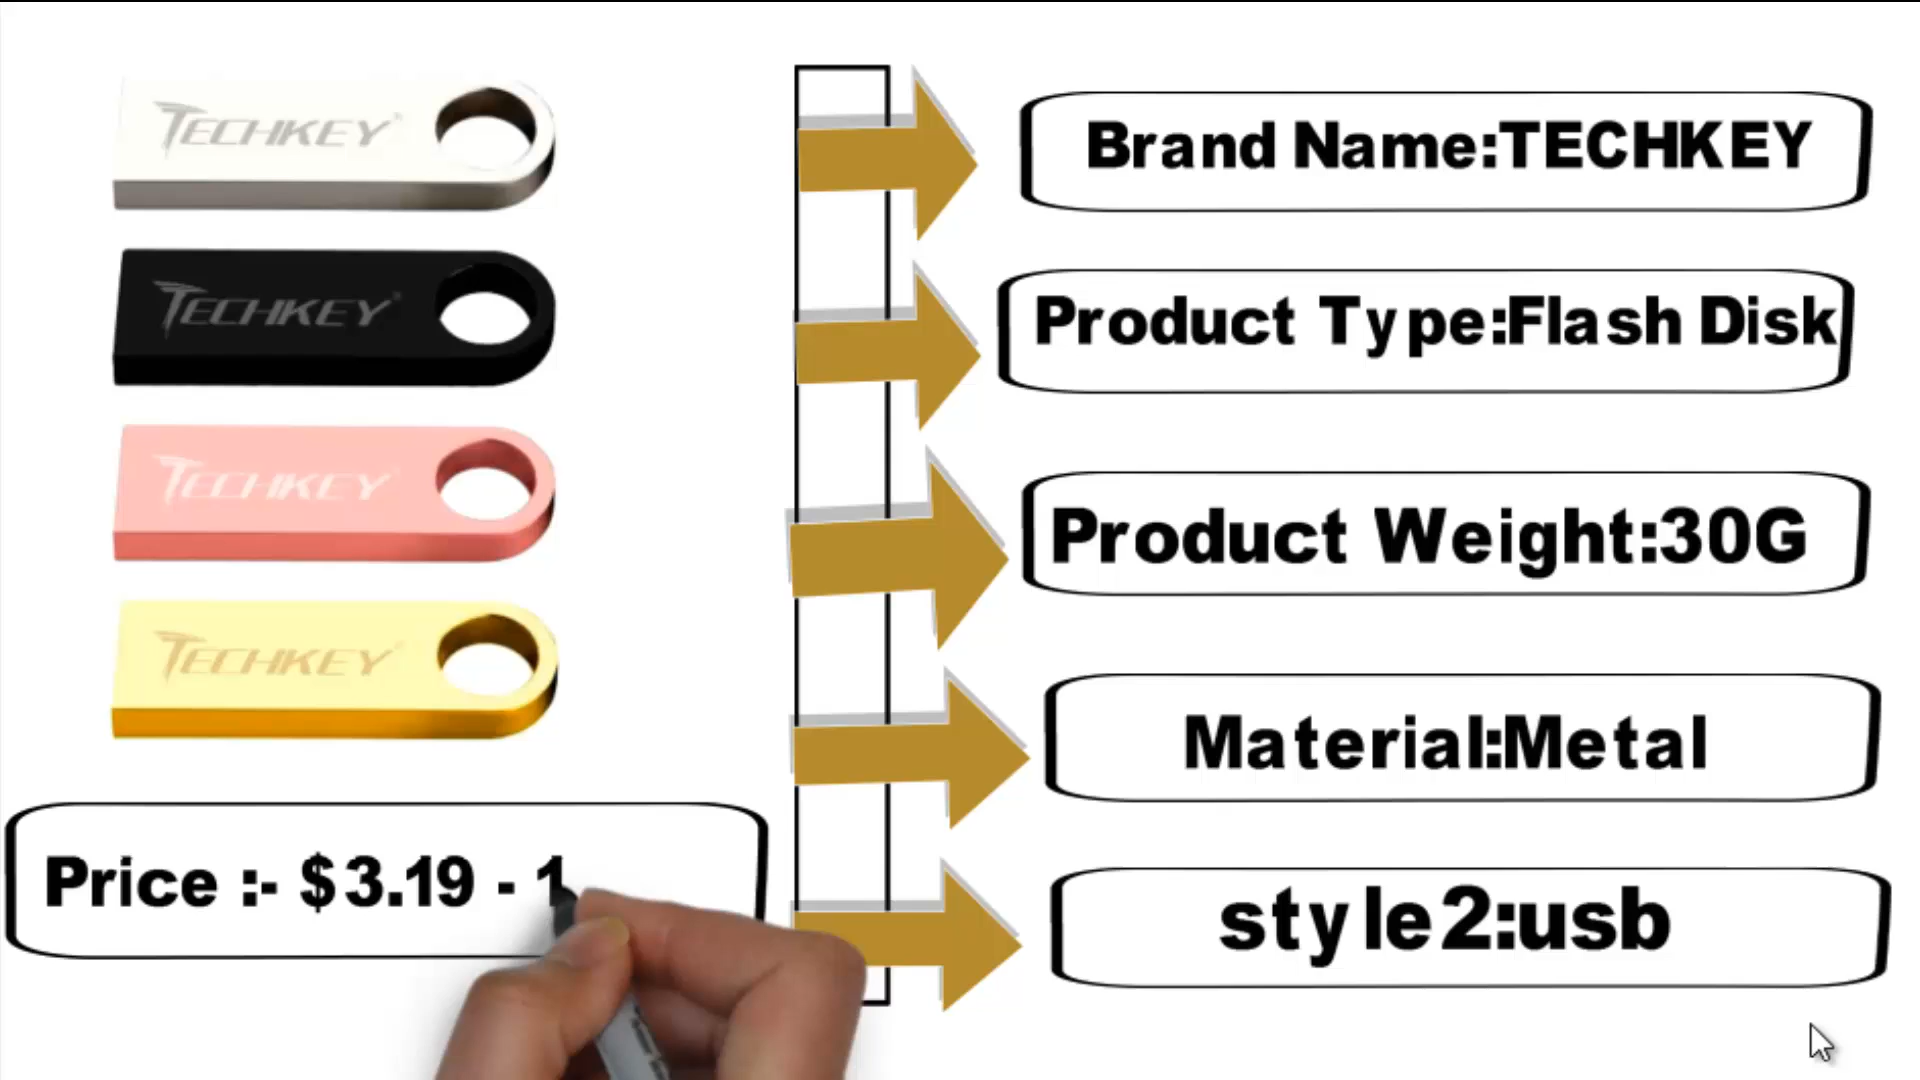 TECHKEY
TECHKEY
TECHKEY
TECHKEY
Price :- $3.19 - 1
Brand Name:TECHKEY
Product Type:Flash Disk
Product Weight:30G
Material:Metal
style2:usb